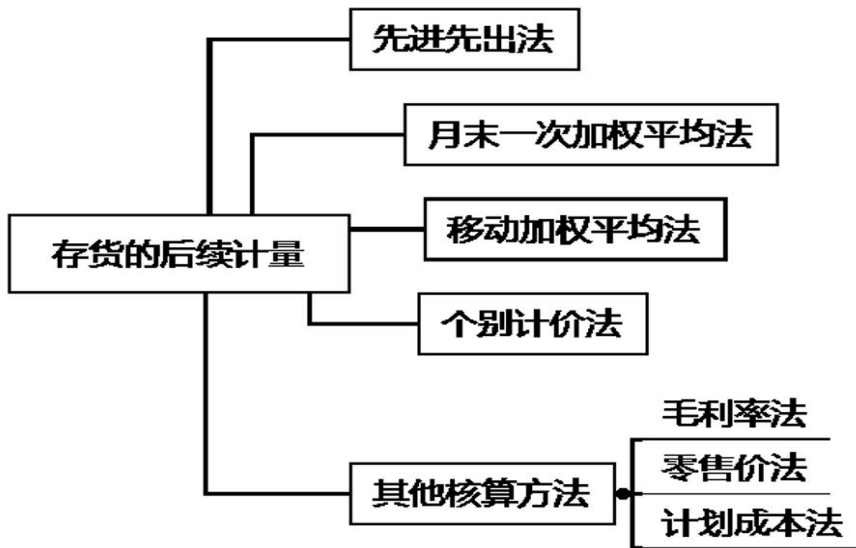 先进先出法
月末一次加权平均法
存货的后续计量
移动加权平均法
个别计价法
其他核算方法
毛利率法
零售价法
计划成本法